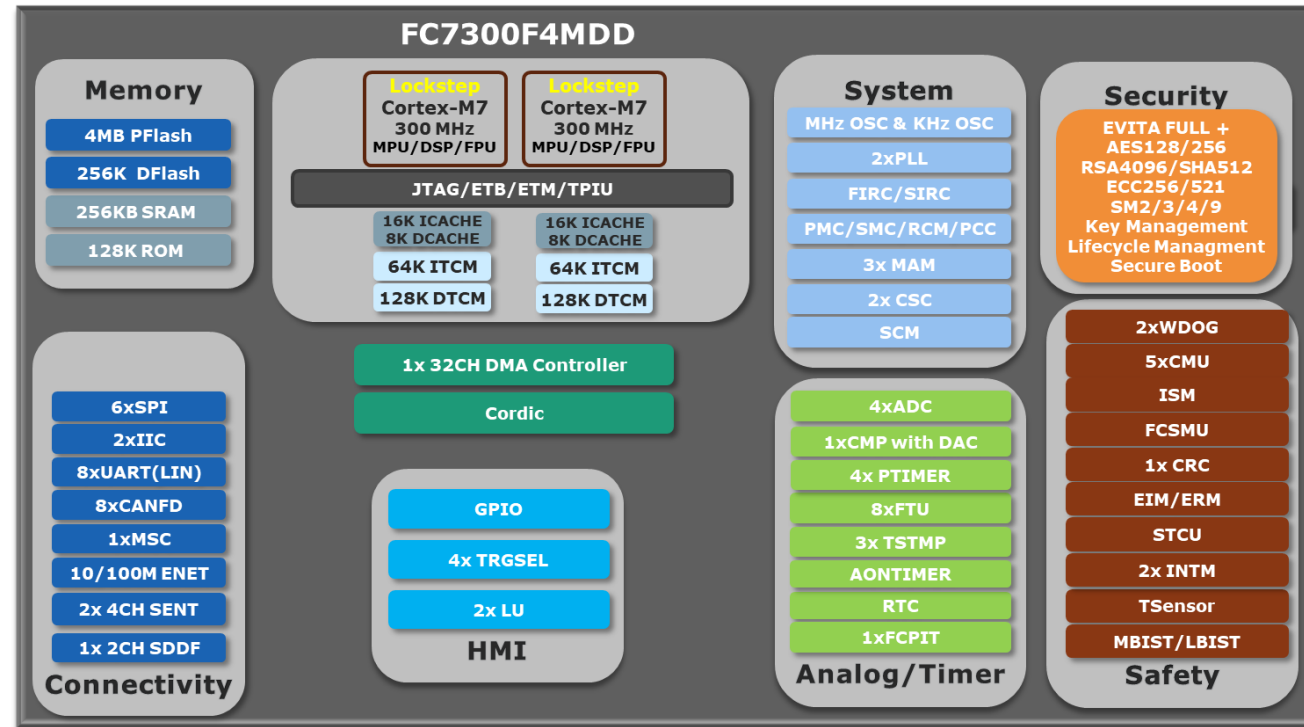 FC7300F4MDD
Memory
4MB PFlash
256K DFlash
256KB SRAM
128K ROM
Lockstep
Cortex-M7
300 MHz
MPU/DSP/FPU
Lockstep
Cortex-M7
300 MHz
MPU/DSP/FPU
JTAG/ETB/ETM/TPIU
16K ICACHE
8K DCACHE
64K ITCM
128K DTCM
16K ICACHE
8K DCACHE
64K ITCM
128K DTCM
System
MHz OSC & KHz OSC
2xPLL
FIRC/SIRC
PMC/SMC/RCM/PCC
3x MAM
2x CSC
SCM
Security
EVITA FULL +
AES128/256
RSA4096/SHA512
ECC256/521
SM2/3/4/9
Key Management
Lifecycle Managment
Secure Boot
6xSPI
2xIIC
8xUART(LIN)
8xCANFD
1xMSC
10/100M ENET
2x 4CH SENT
1x 2CH SDDF
Connectivity
1x 32CH DMA Controller
Cordic
GPIO
4x TRGSEL
2x LU
HMI
4xADC
1xCMP with DAC
4x PTIMER
8xFTU
3x TSTMP
AONTIMER
RTC
1xFCPIT
Analog/Timer
2xWDOG
5xCMU
ISM
FCSMU
1x CRC
EIM/ERM
STCU
2x INTM
TSensor
MBIST/LBIST
Safety